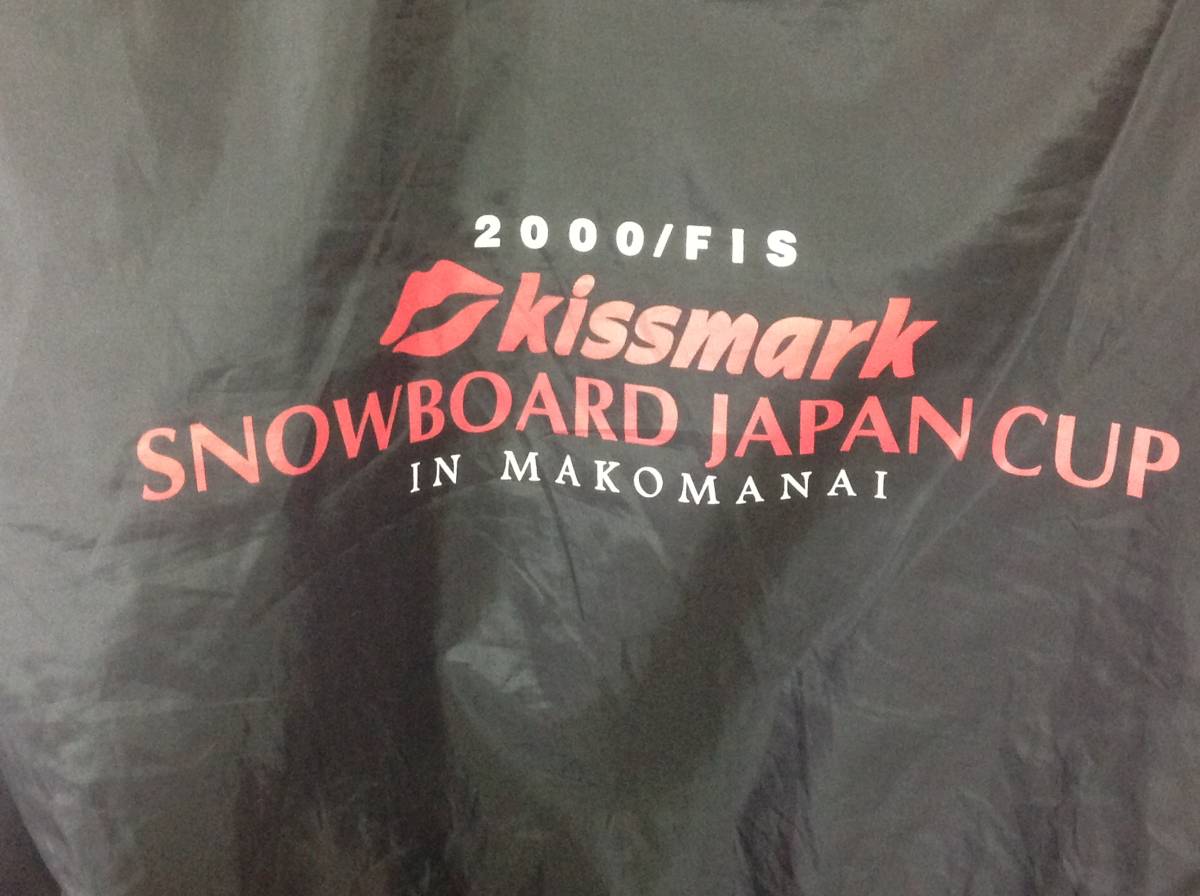 2000/FIS
kissmark
SNOWBOARD JAPAN CUP
IN MAKOMANAI